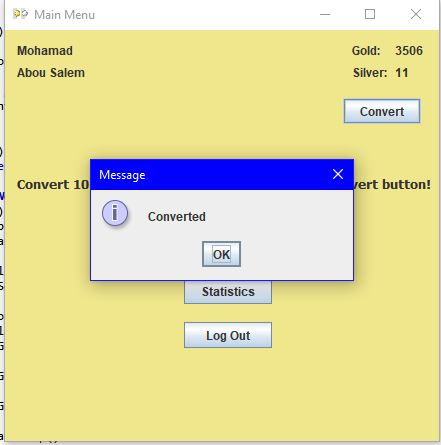 Main Menu
Mohamad
Gold: 3506
Abou Salem
Silver: 11
Convert
Message
Convert 10
vert button!
Converted
OK
Statistics
Log Out